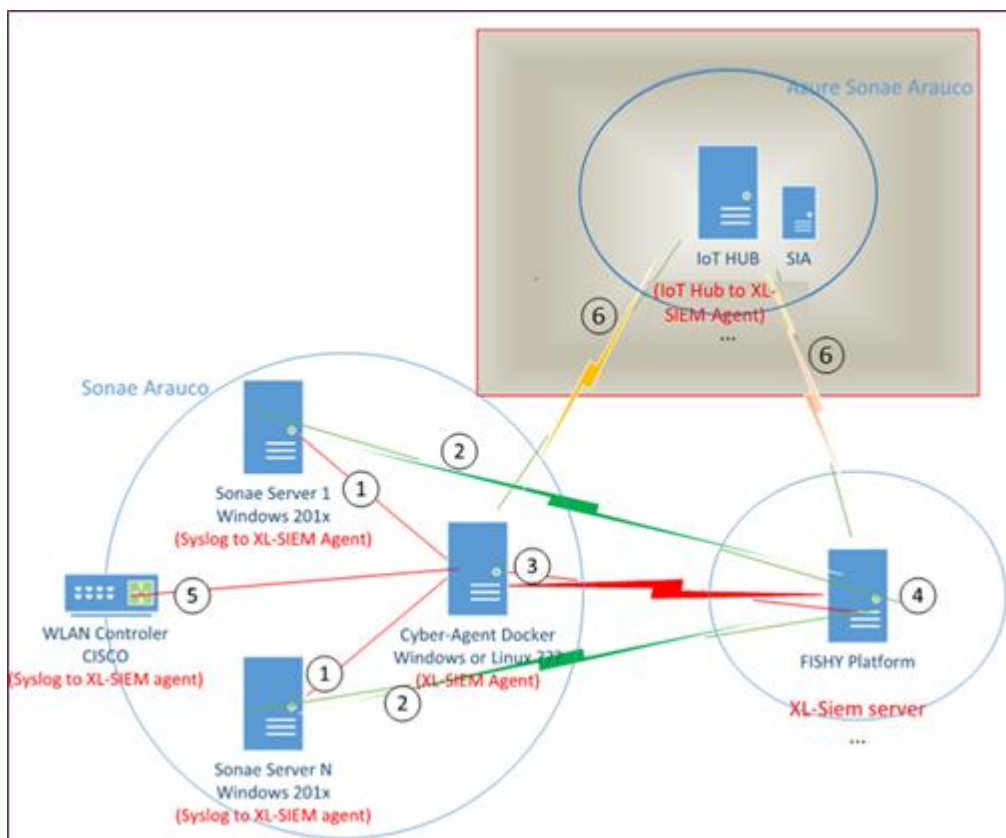 Azure Sonae Arauco
IoT HUB
SIA
(IoT Hub to XL-
SIEM Agent)
...
6
6
Sonae Arauco
2
1
Sonae Server 1
Windows 201x
(Syslog to XL-SIEM Agent)
3
4
5
WLAN Controler
CISCO
(Syslog to XL-SIEM agent)
Cyber-Agent Docker
Windows or Linux ???
(XL-SIEM Agent)
FISHY Platform
XL-Siem server
...
1
2
Sonae Server N
Windows 201x
(Syslog to XL-SIEM agent)